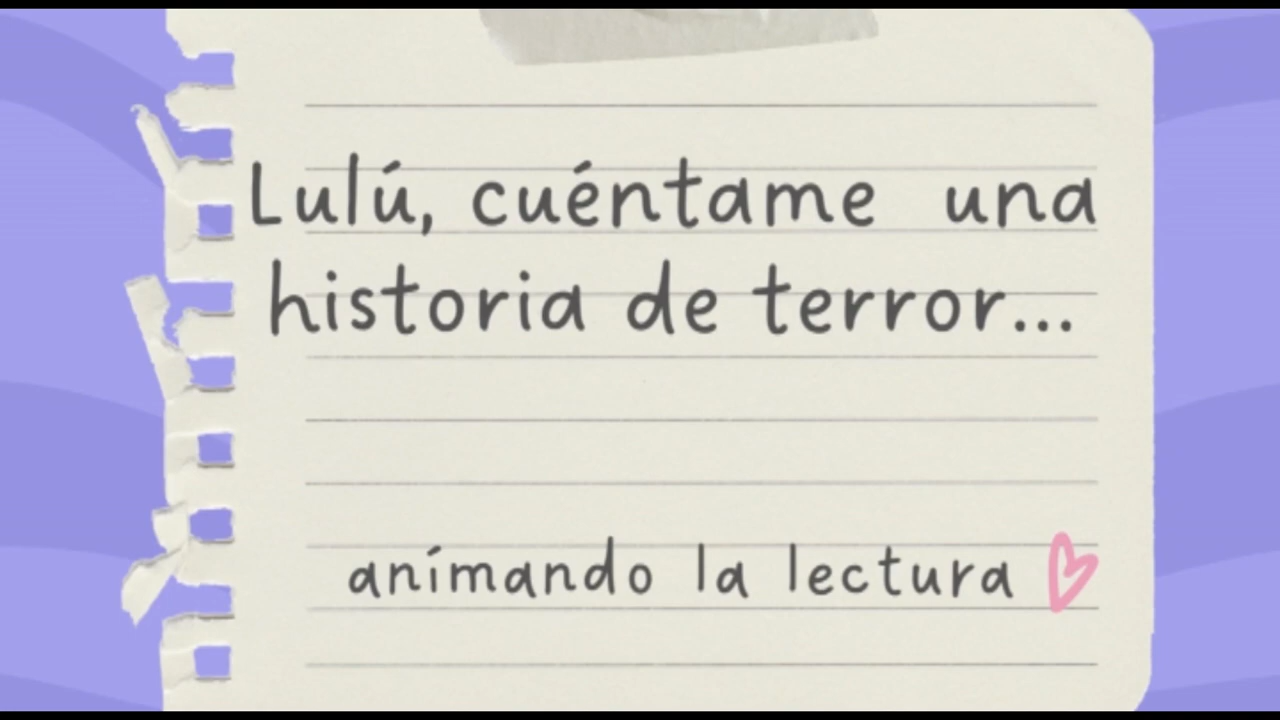 Lulú, cuéntame una
historia de terror...
animando la lectura